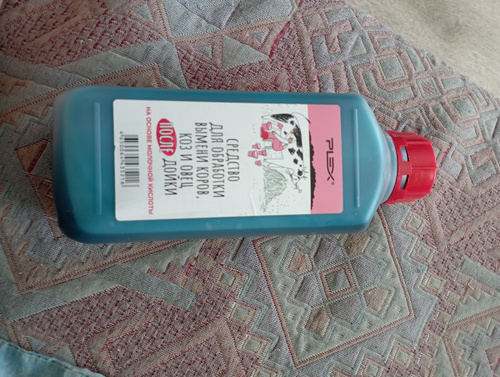 PLEX®
СРЕДСТВО
ДЛЯ ОБРАБОТКИ
ВЫМЕНИ КОРОВ,
КОЗ И ОВЕЦ
ПОСЛЕ ДОЙКИ
НА ОСНОВЕ МОЛОЧНОЙ КИСЛОТЫ